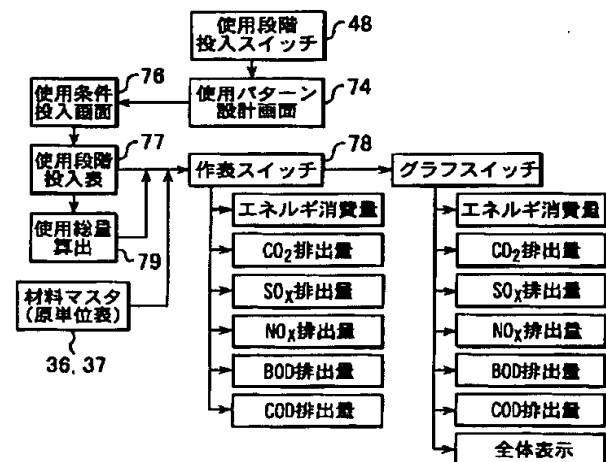 使用段階
投入スイッチ
48
76
使用条件
投入画面
使用パターン
設計画面
74
77
使用段階
投入表
作表スイッチ
78
グラフスイッチ
使用総量
算出
79
材料マスタ
(原単位表)
36, 37
エネルギ消費量
CO₂排出量
SOX排出量
NOX排出量
BOD排出量
COD排出量
エネルギ消費量
CO₂排出量
SOX排出量
NOX排出量
BOD排出量
COD排出量
全体表示